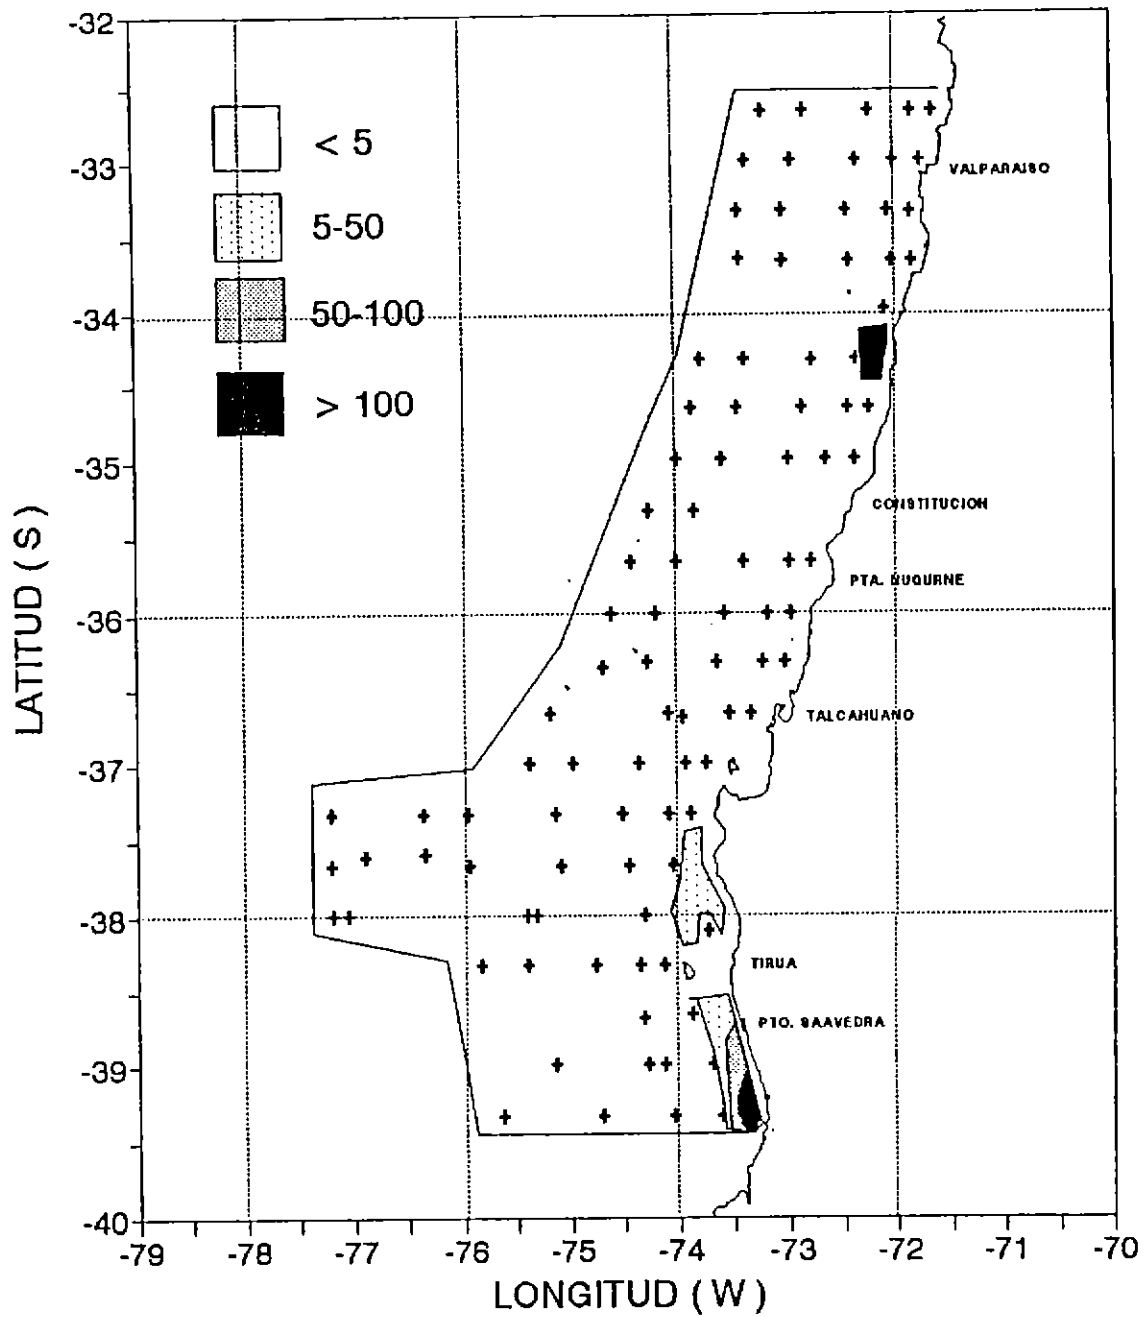 -32
-33
-34
-35
-36
-37
-38
-39
-40
LATITUD ( S )
< 5
5-50
50-100
> 100
VALPARAISO
CONSTITUCION
PTA. NUGURNE
TALCAHUANO
TIRUA
PTO. SAAVEDRA
-79 -78 -77 -76 -75 -74 -73 -72 -71 -70
LONGITUD ( W )